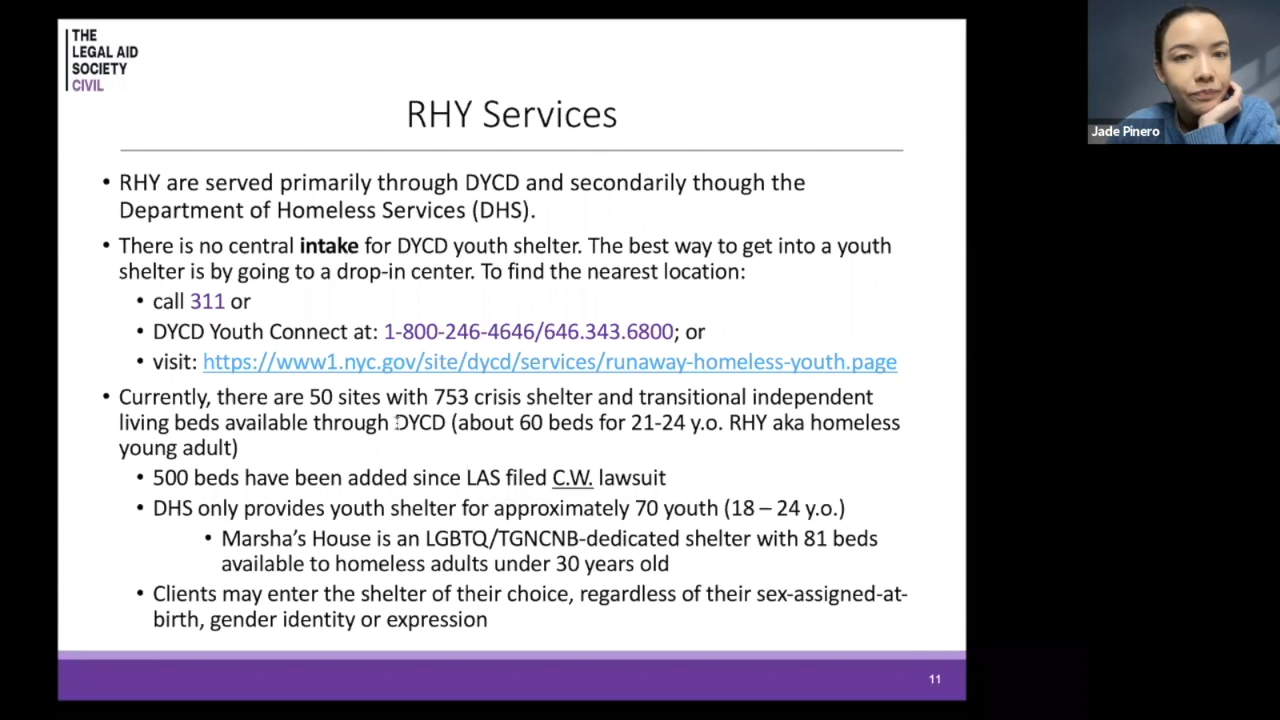 THE
LEGAL AID
SOCIETY
CIVIL
RHY Services
• RHY are served primarily through DYCD and secondarily though the
Department of Homeless Services (DHS).
• There is no central intake for DYCD youth shelter. The best way to get into a youth
shelter is by going to a drop-in center. To find the nearest location:
• call 311 or
• DYCD Youth Connect at: 1-800-246-4646/646.343.6800; or
• visit: https://www1.nyc.gov/site/dycd/services/runaway-homeless-youth.page
• Currently, there are 50 sites with 753 crisis shelter and transitional independent
living beds available through DYCD (about 60 beds for 21-24 y.o. RHY aka homeless
young adult)
• 500 beds have been added since LAS filed C.W. lawsuit
• DHS only provides youth shelter for approximately 70 youth (18 – 24 y.o.)
• Marsha’s House is an LGBTQ/TGNCNB-dedicated shelter with 81 beds
available to homeless adults under 30 years old
• Clients may enter the shelter of their choice, regardless of their sex-assigned-at-
birth, gender identity or expression
11
Jade Pinero